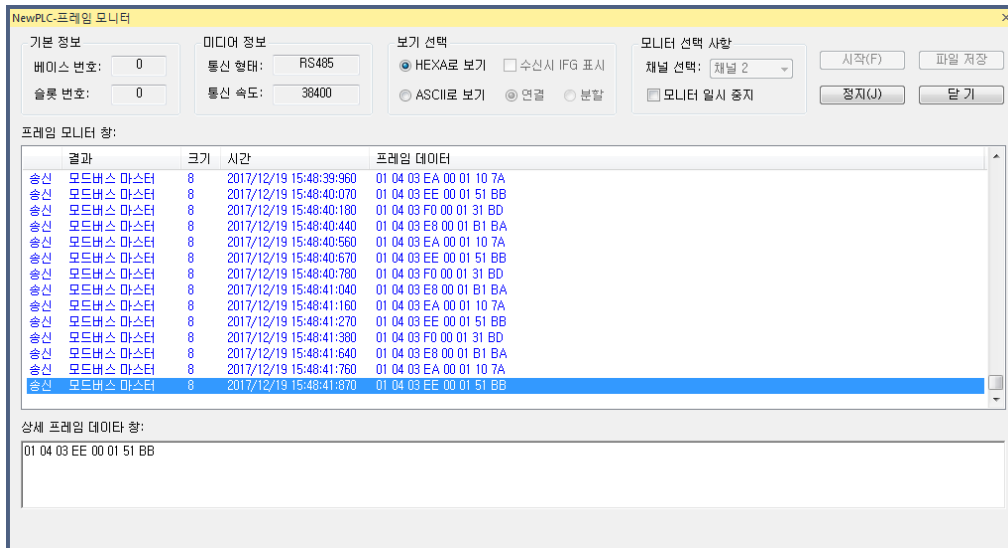 NewPLC-프레임 모니터
기본 정보
베이스 번호: 0
슬롯 번호: 0
미디어 정보
통신 형태: RS485
통신 속도: 38400
보기 선택
HEXA로 보기 수신시 IFG 표시
ASCII로 보기 연결 분할
모니터 선택 사항
채널 선택: 채널 2
모니터 일시 중지
시작(F) 파일 저장
정지(J) 닫 기
프레임 모니터 창:
결과 크기 시간 프레임 데이터
송신 모드버스 마스터 8 2017/12/19 15:48:39:960 01 04 03 EA 00 01 10 7A
송신 모드버스 마스터 8 2017/12/19 15:48:40:070 01 04 03 EE 00 01 51 BB
송신 모드버스 마스터 8 2017/12/19 15:48:40:180 01 04 03 F0 00 01 31 BD
송신 모드버스 마스터 8 2017/12/19 15:48:40:440 01 04 03 E8 00 01 B1 BA
송신 모드버스 마스터 8 2017/12/19 15:48:40:560 01 04 03 EA 00 01 10 7A
송신 모드버스 마스터 8 2017/12/19 15:48:40:670 01 04 03 EE 00 01 51 BB
송신 모드버스 마스터 8 2017/12/19 15:48:40:780 01 04 03 F0 00 01 31 BD
송신 모드버스 마스터 8 2017/12/19 15:48:41:040 01 04 03 E8 00 01 B1 BA
송신 모드버스 마스터 8 2017/12/19 15:48:41:160 01 04 03 EA 00 01 10 7A
송신 모드버스 마스터 8 2017/12/19 15:48:41:270 01 04 03 EE 00 01 51 BB
송신 모드버스 마스터 8 2017/12/19 15:48:41:380 01 04 03 F0 00 01 31 BD
송신 모드버스 마스터 8 2017/12/19 15:48:41:640 01 04 03 E8 00 01 B1 BA
송신 모드버스 마스터 8 2017/12/19 15:48:41:760 01 04 03 EA 00 01 10 7A
송신 모드버스 마스터 8 2017/12/19 15:48:41:870 01 04 03 EE 00 01 51 BB
상세 프레임 데이타 창:
01 04 03 EE 00 01 51 BB